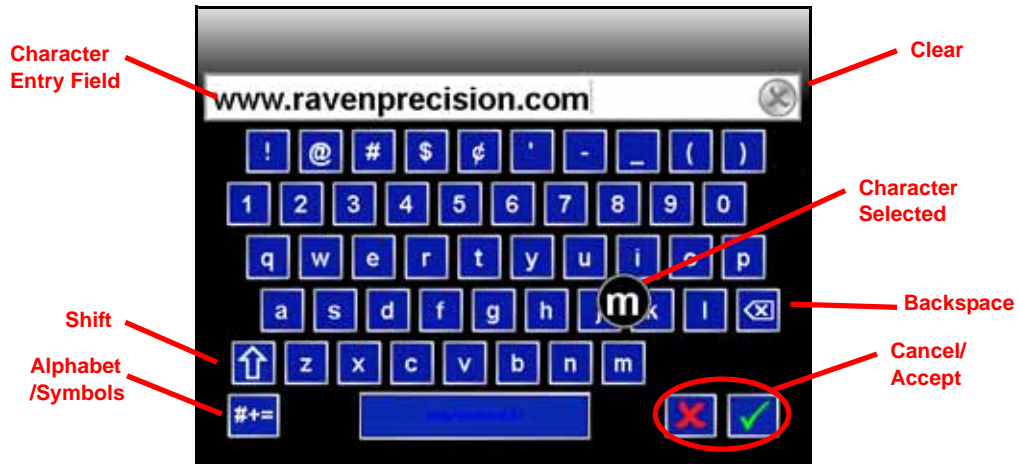 Character
Entry Field
Clear
www.ravenprecision.com
! @ # $ ¢ ' - _ ( )
1 2 3 4 5 6 7 8 9 0
Character
Selected
q w e r t y u i o p
m
a s d f g h j k l
Backspace
Shift
z x c v b n m
Cancel/
Accept
Alphabet
/Symbols
#+=